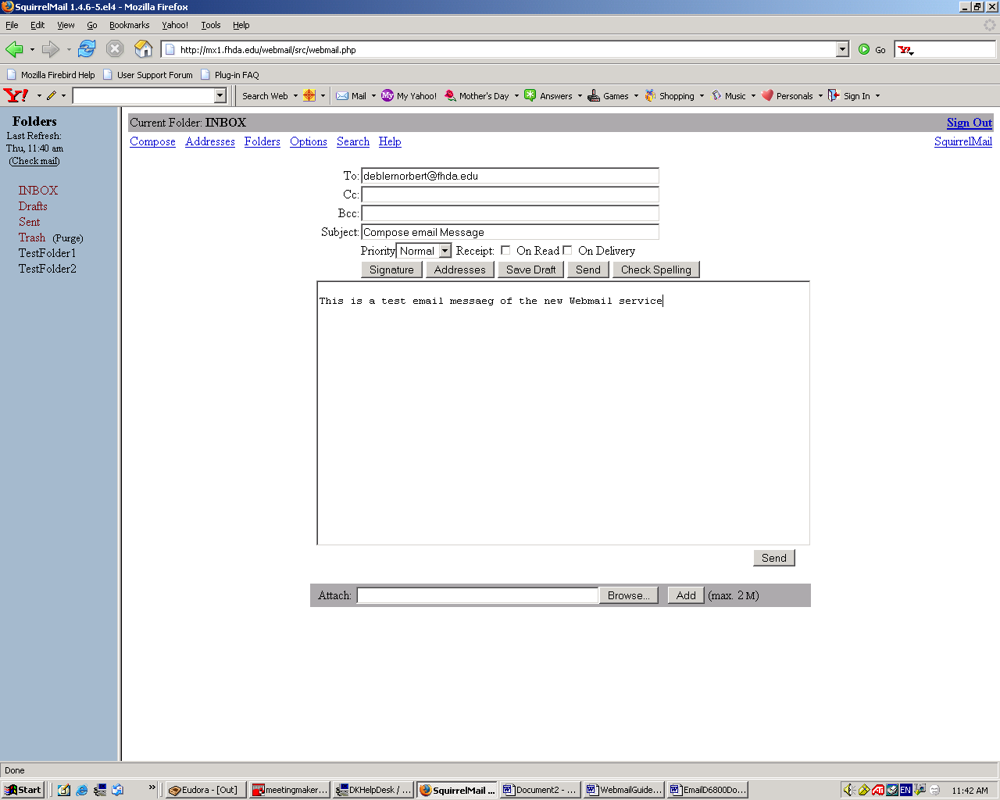 SquirrelMail 1.4.6-5.el4 - Mozilla Firefox
File Edit View Go Bookmarks Yahoo! Tools Help
http://mx1.fhda.edu/webmail/src/webmail.php Go Y!
Mozilla Firebird Help User Support Forum Plug-in FAQ
Y! Search Web Mail My My Yahoo! Mother's Day Answers Games Shopping Music Personals Sign In
Folders
Last Refresh:
Thu, 11:40 am
(Check mail)
INBOX
Drafts
Sent
Trash (Purge)
TestFolder1
TestFolder2
Current Folder: INBOX Sign Out
Compose Addresses Folders Options Search Help SquirrelMail
To: deblernorbert@fhda.edu
Cc:
Bcc:
Subject: Compose email Message
Priority Normal Receipt: On Read On Delivery
Signature Addresses Save Draft Send Check Spelling
This is a test email messaeg of the new Webmail service
Send
Attach: Browse... Add (max. 2 M)
Done
Start » Eudora - [Out] meetingmaker... DKHelpDesk / ... SquirrelMail ... Document2 - ... WebmailGuide... EmailD6800Do... EN 11:42 AM